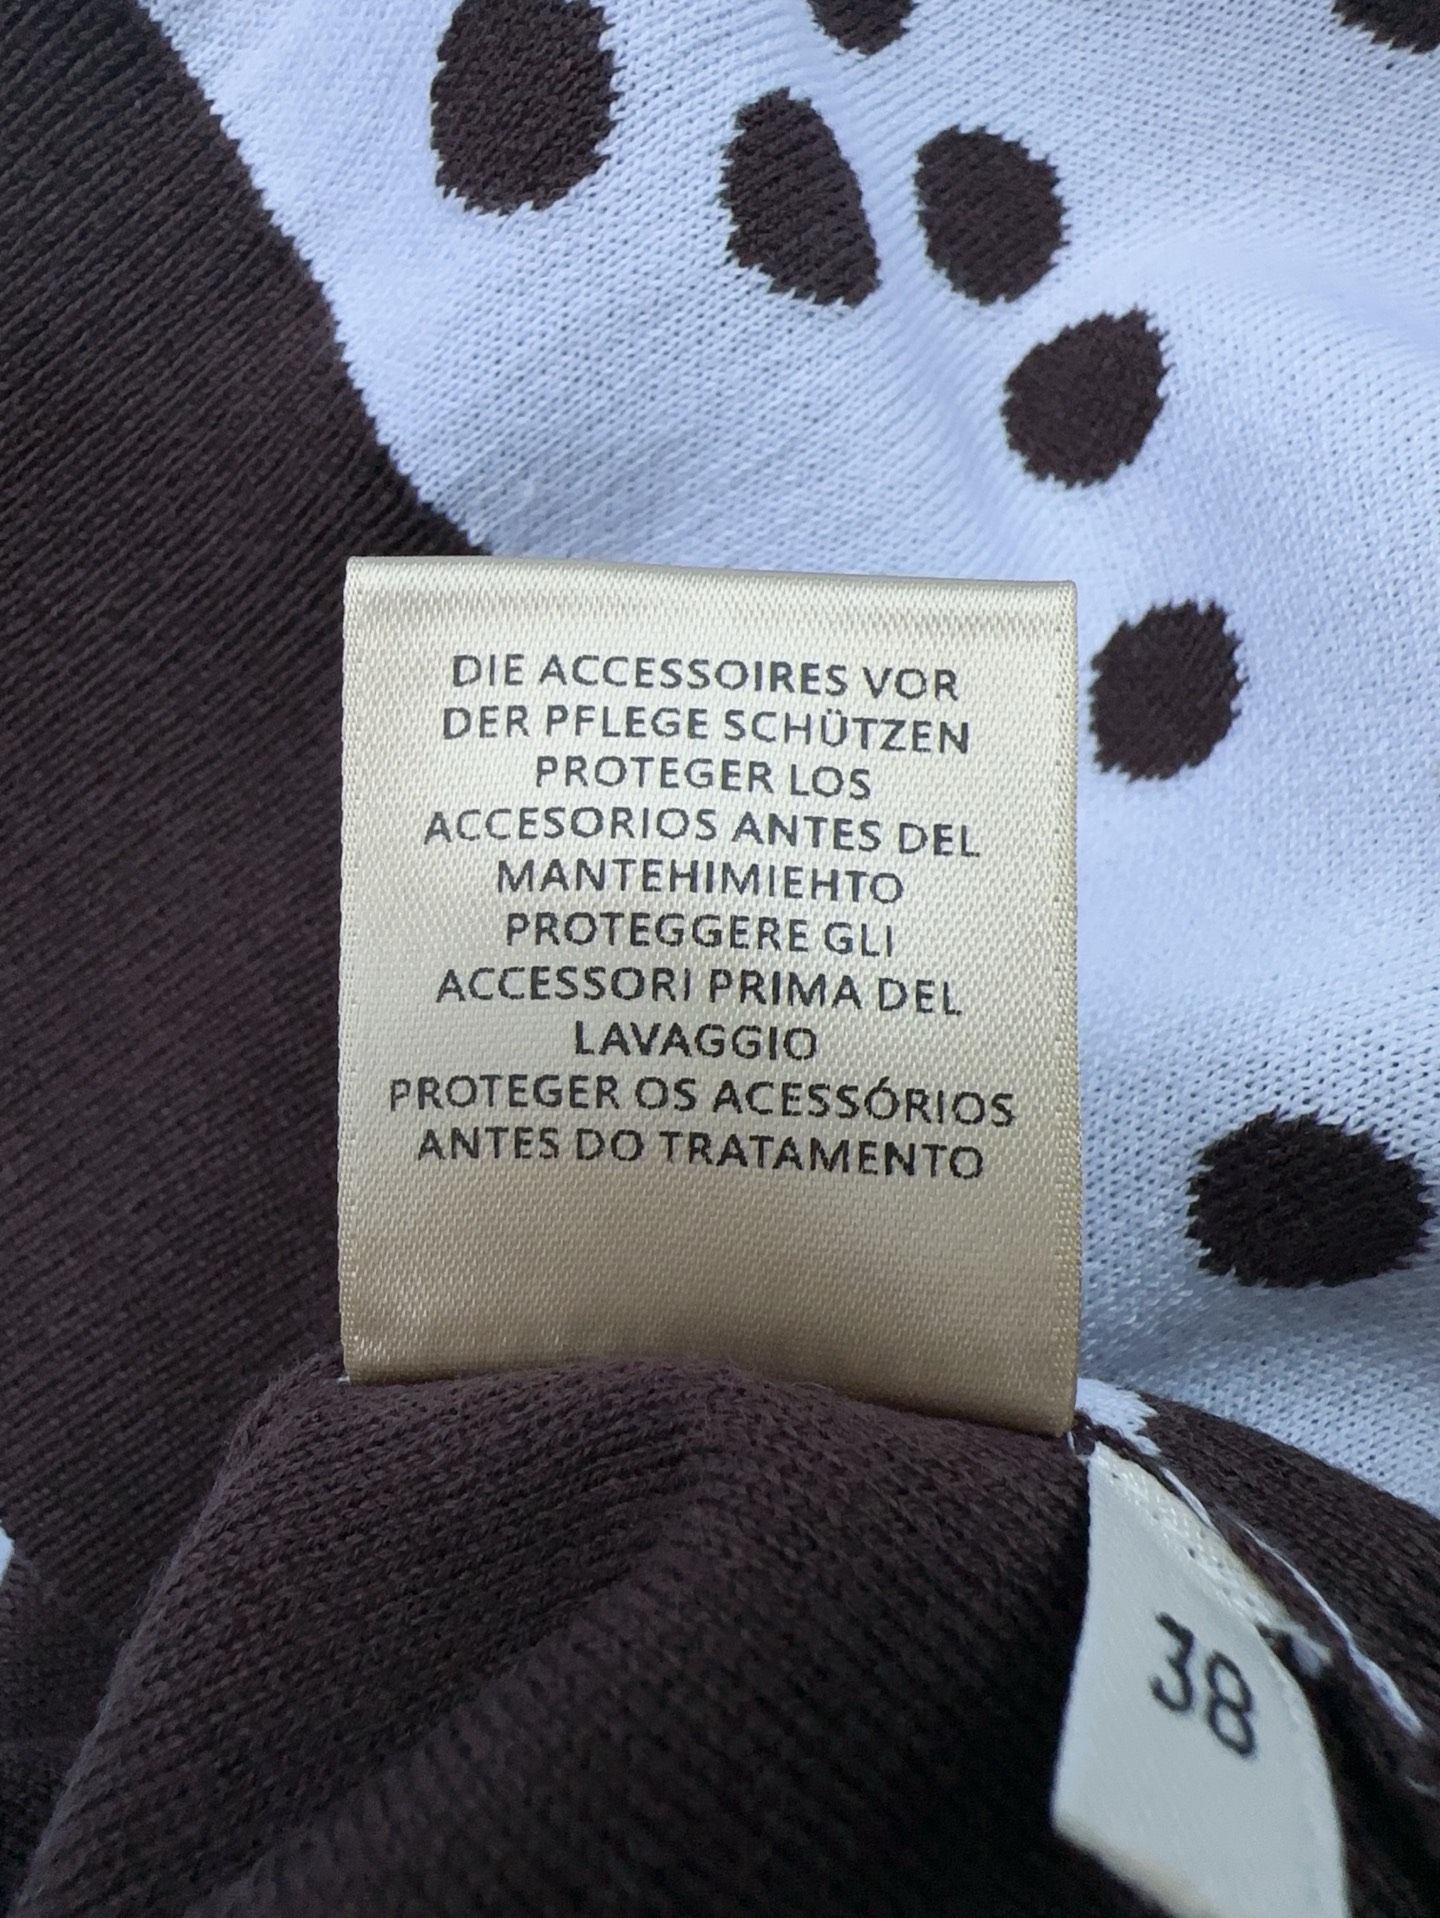 DIE ACCESSOIRES VOR
DER PFLEGE SCHÜTZEN
PROTEGER LOS
ACCESORIOS ANTES DEL
MANTEHIMIEHTO
PROTEGGERE GLI
ACCESSORI PRIMA DEL
LAVAGGIO
PROTEGER OS ACESSÓRIOS
ANTES DO TRATAMENTO
38